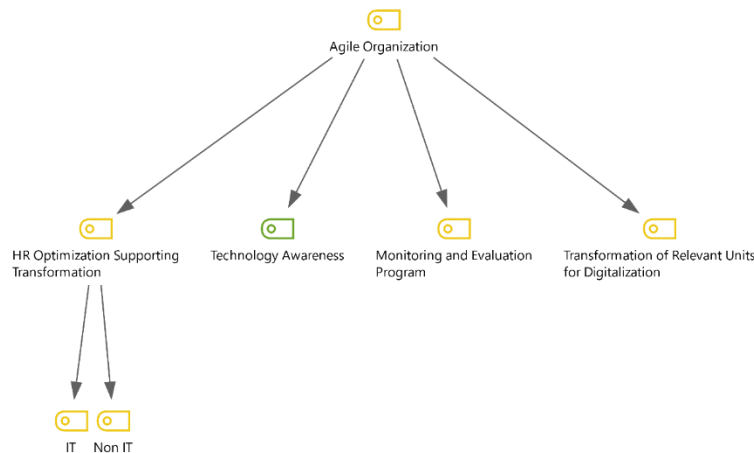 Agile Organization
HR Optimization Supporting
Transformation
Technology Awareness
Monitoring and Evaluation
Program
Transformation of Relevant Units
for Digitalization
IT
Non IT